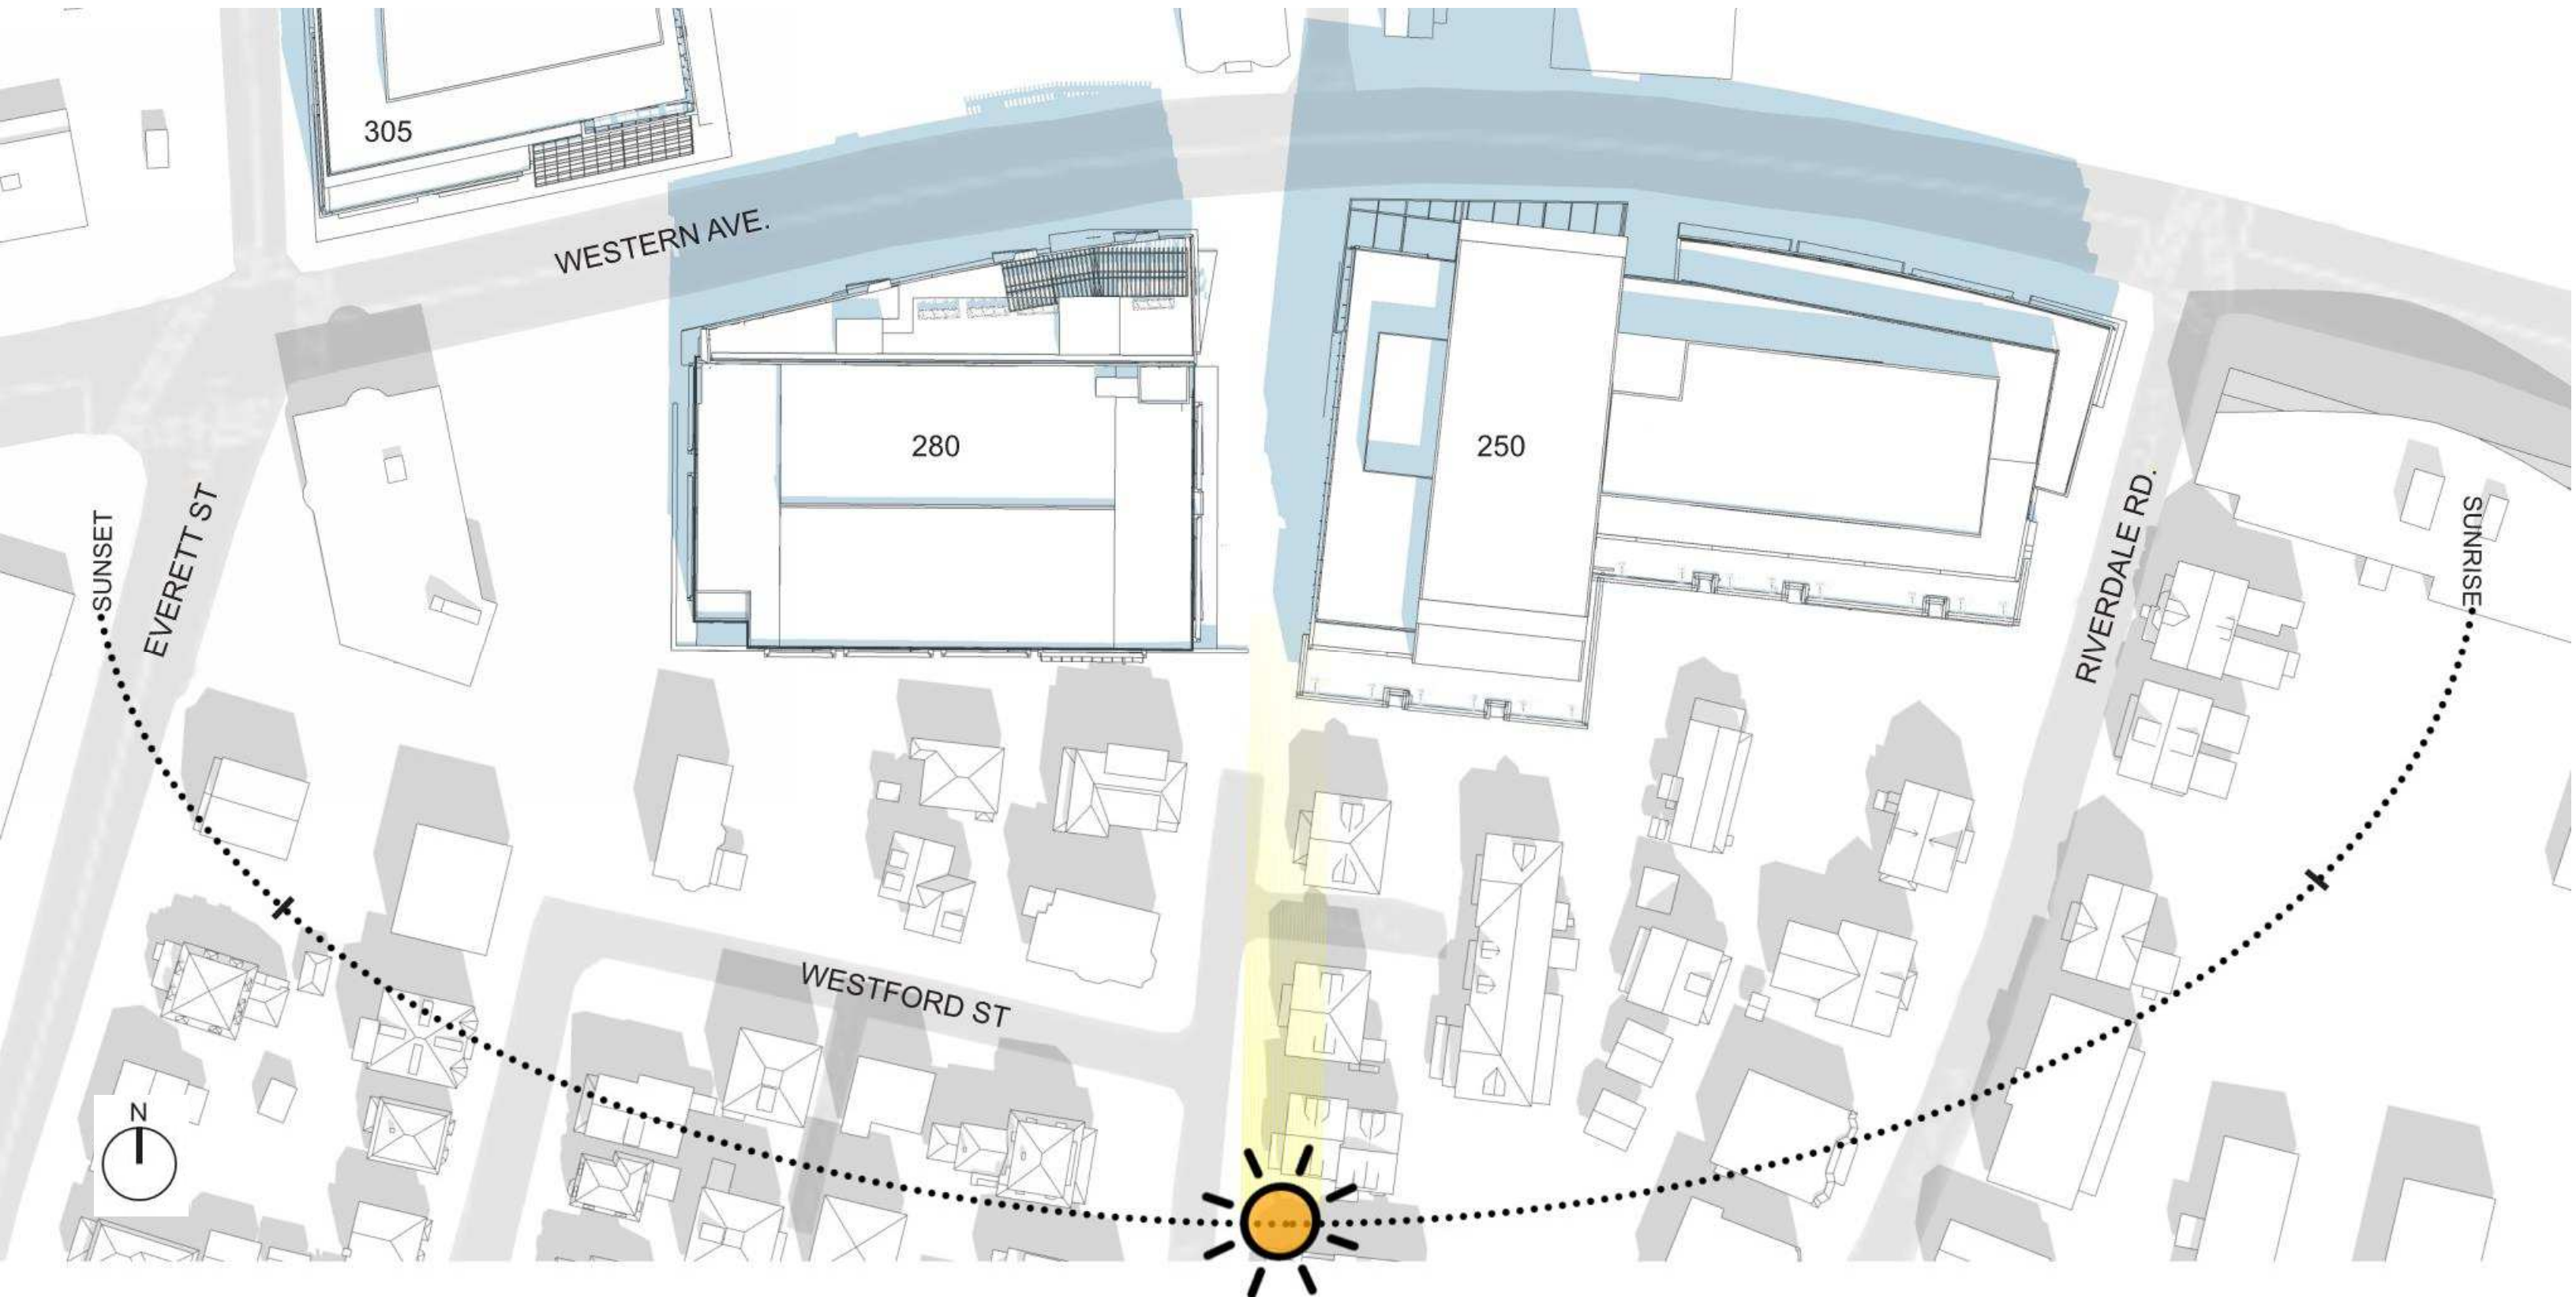 305
WESTERN AVE.
280
250
SUNSET
EVERETT ST
RIVERDALE RD.
SUNRISE
WESTFORD ST
N